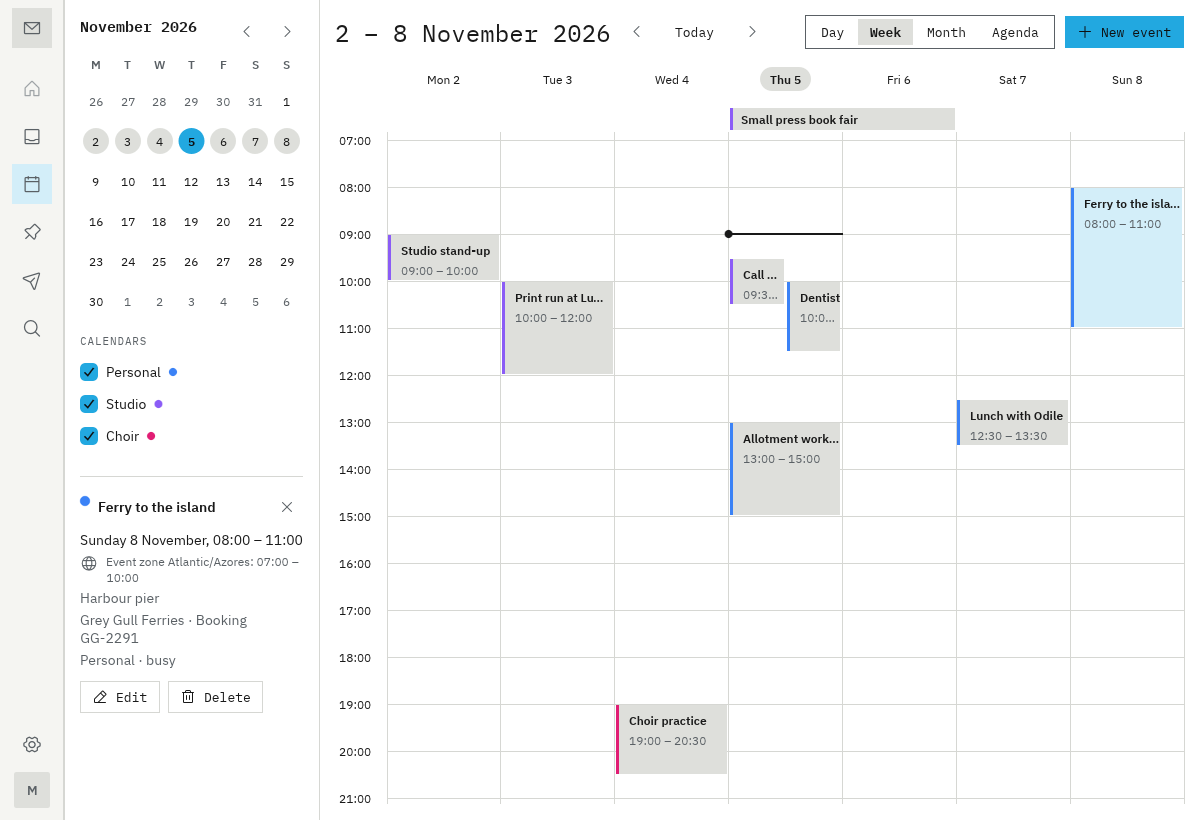 November 2026
M T W T F S S
26 27 28 29 30 31 1
2 3 4 5 6 7 8
9 10 11 12 13 14 15
16 17 18 19 20 21 22
23 24 25 26 27 28 29
30 1 2 3 4 5 6
CALENDARS
Personal
Studio
Choir
Ferry to the island
Sunday 8 November, 08:00 – 11:00
Event zone Atlantic/Azores: 07:00 –
10:00
Harbour pier
Grey Gull Ferries · Booking
GG-2291
Personal · busy
Edit Delete
M
2 – 8 November 2026
Today
Day Week Month Agenda
New event
Mon 2 Tue 3 Wed 4 Thu 5 Fri 6 Sat 7 Sun 8
Small press book fair
07:00
08:00
09:00
10:00
11:00
12:00
13:00
14:00
15:00
16:00
17:00
18:00
19:00
20:00
21:00
Studio stand-up
09:00 – 10:00
Print run at Lu...
10:00 – 12:00
Choir practice
19:00 – 20:30
Call ...
09:3...
Dentist
10:0...
Allotment work...
13:00 – 15:00
Lunch with Odile
12:30 – 13:30
Ferry to the isla...
08:00 – 11:00